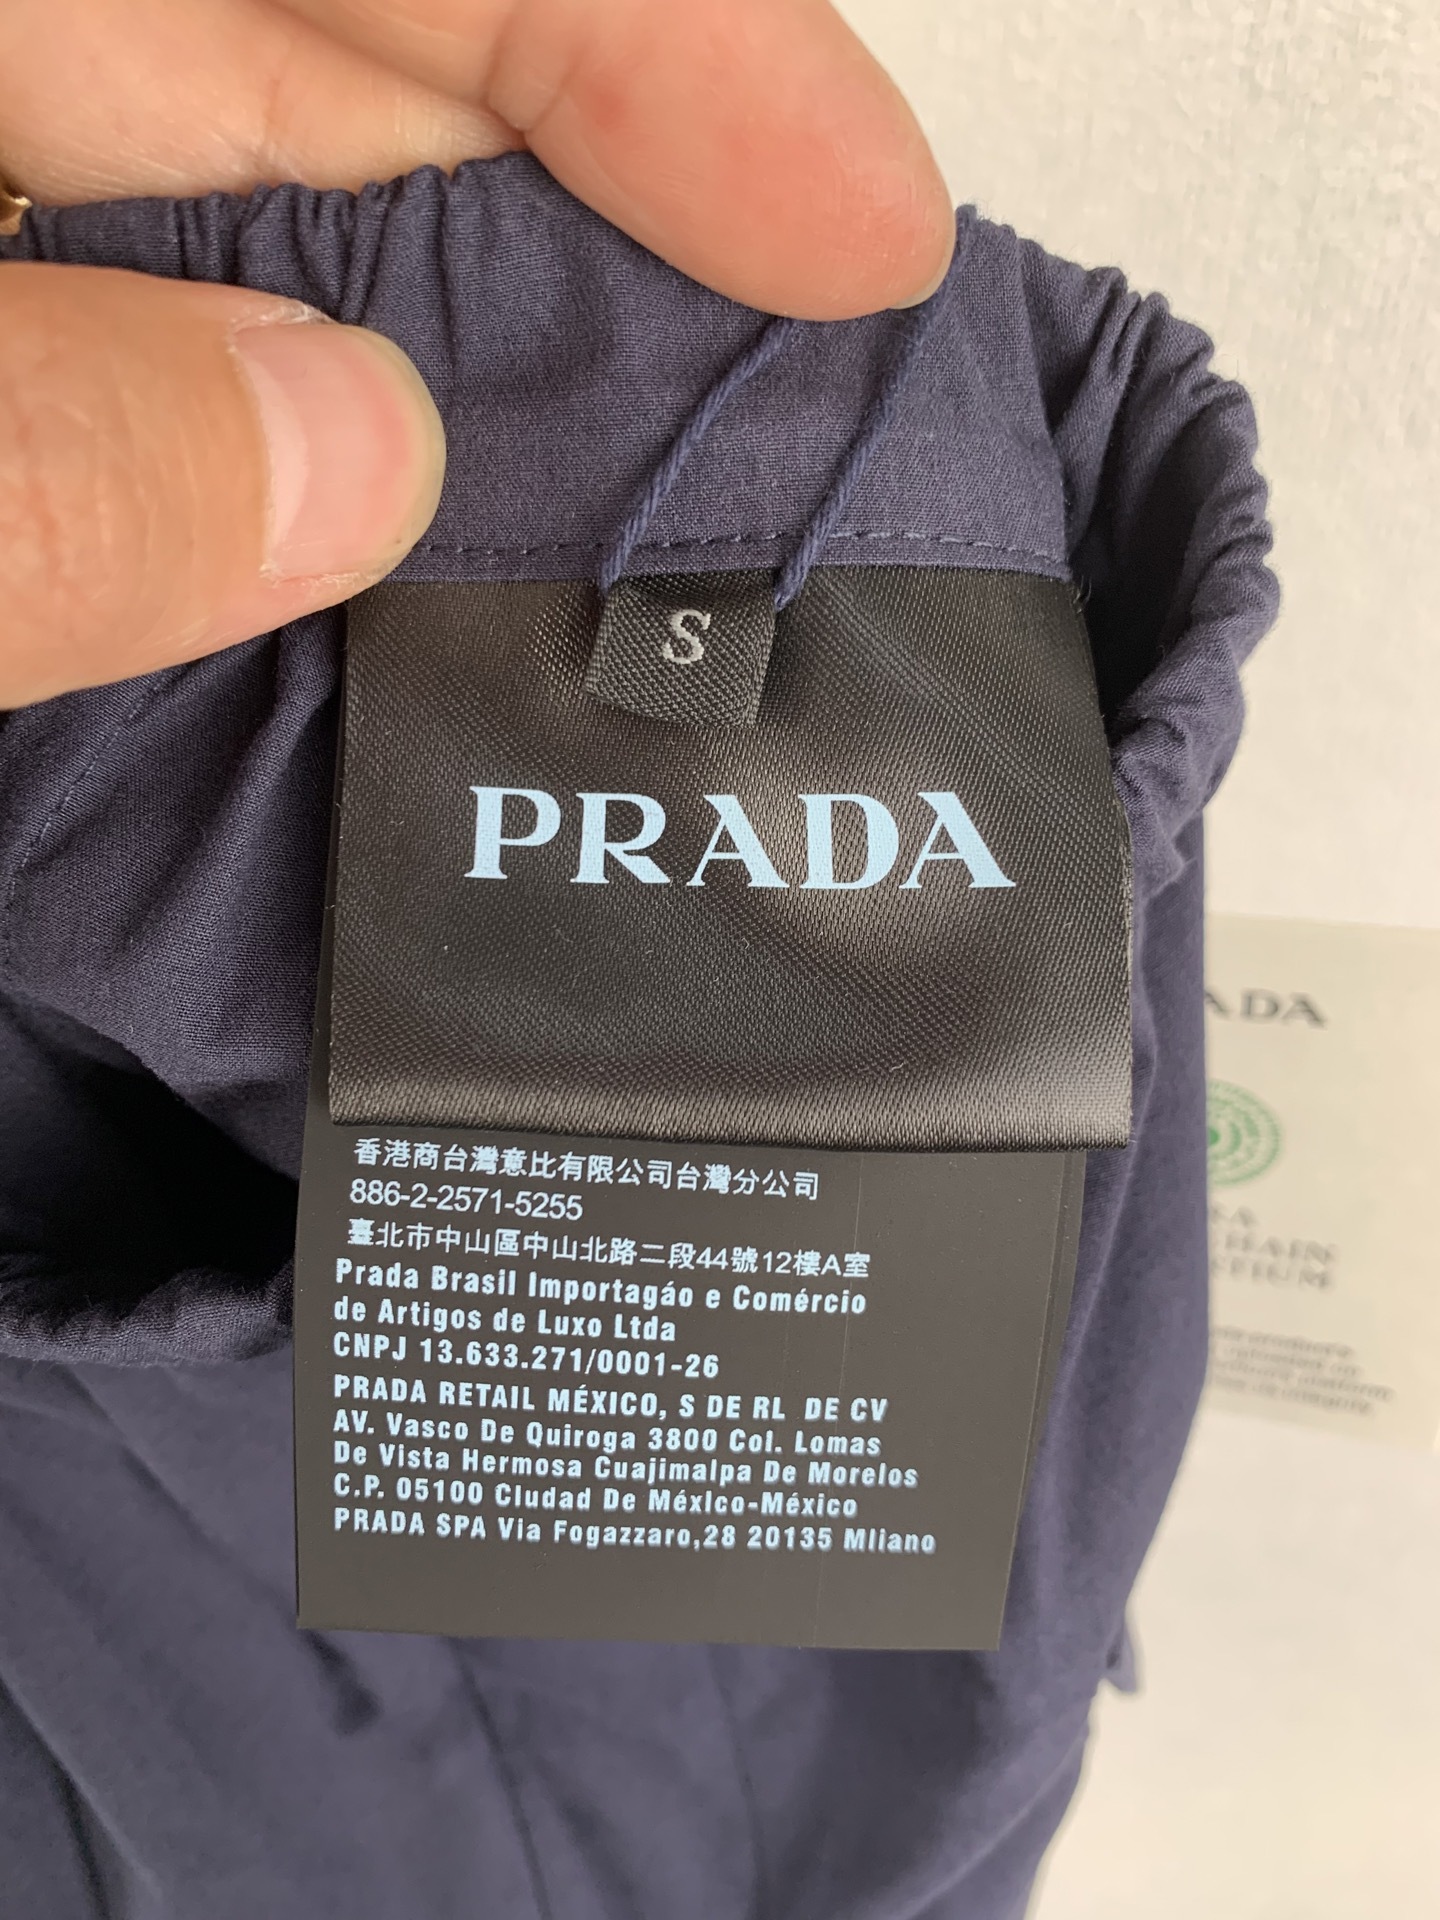 S
PRADA
香港商台灣意比有限公司台灣分公司
886-2-2571-5255
臺北市中山區中山北路二段44號12樓A室
Prada Brasil Importagáo e Comércio
de Artigos de Luxo Ltda
CNPJ 13.633.271/0001-26
PRADA RETAIL MÉXICO, S DE RL DE CV
AV. Vasco De Quiroga 3800 Col. Lomas
De Vista Hermosa Cuajimalpa De Morelos
C.P. 05100 Cludad De Méxlco-México
PRADA SPA Via Fogazzaro,28 20135 Mllano
ADA